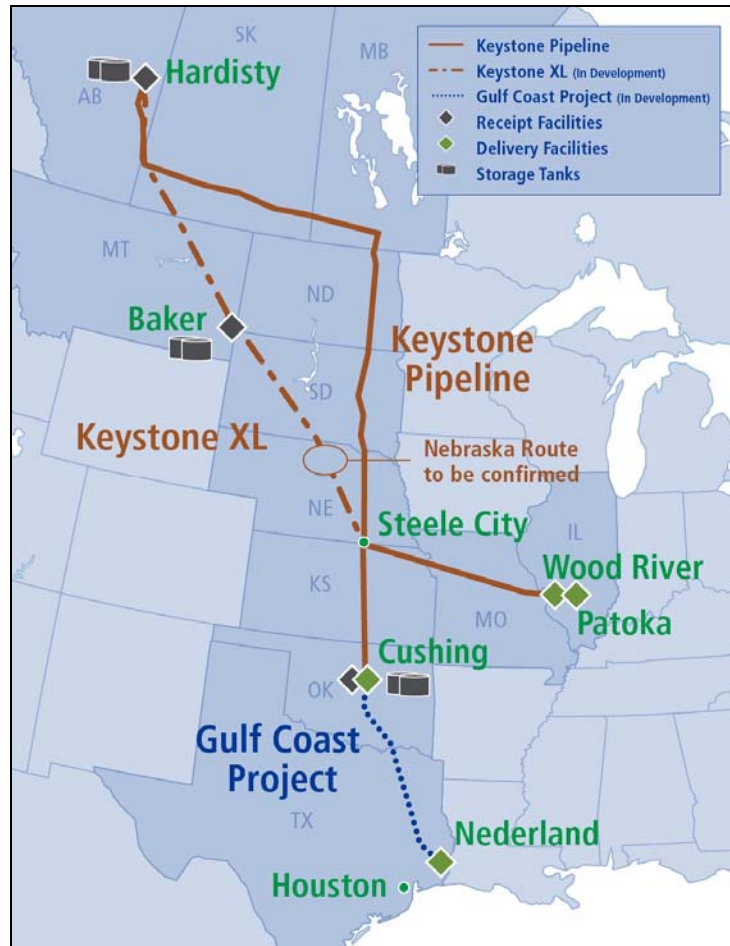 SK
MB
AB
Hardisty
Keystone Pipeline
Keystone XL (In Development)
Gulf Coast Project (In Development)
Receipt Facilities
Delivery Facilities
Storage Tanks
MT
ND
Baker
Keystone
Pipeline
SD
Keystone XL
Nebraska Route
to be confirmed
NE
Steele City
IL
KS
Wood River
MO
Patoka
Cushing
OK
Gulf Coast
Project
TX
Nederland
Houston